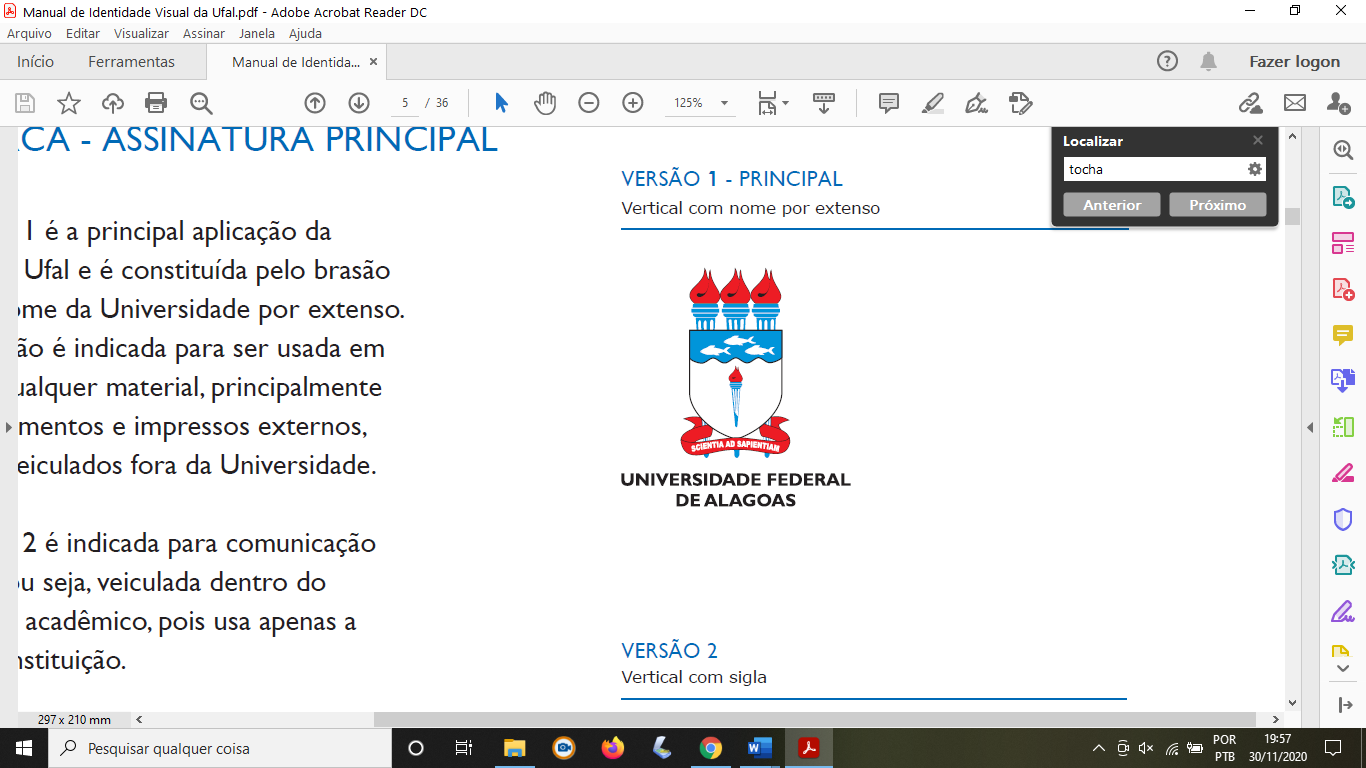 Manual de Identidade Visual da Ufal.pdf - Adobe Acrobat Reader DC
Arquivo Editar Visualizar Assinar Janela Ajuda
Início Ferramentas Manual de Identida... × Fazer logon
5 / 36 125%
RCA - ASSINATURA PRINCIPAL
1 é a principal aplicação da
Ufal e é constituída pelo brasão
ome da Universidade por extenso.
ão é indicada para ser usada em
ualquer material, principalmente
mentos e impressos externos,
eiculados fora da Universidade.
2 é indicada para comunicação
ou seja, veiculada dentro do
acadêmico, pois usa apenas a
nstituição.
VERSÃO 1 - PRINCIPAL
Vertical com nome por extenso
SCIENTIA AD SAPIENTIAM
UNIVERSIDADE FEDERAL
DE ALAGOAS
VERSÃO 2
Vertical com sigla
Localizar
tocha
Anterior Próximo
297 x 210 mm
Pesquisar qualquer coisa
POR
PTB
19:57
30/11/2020